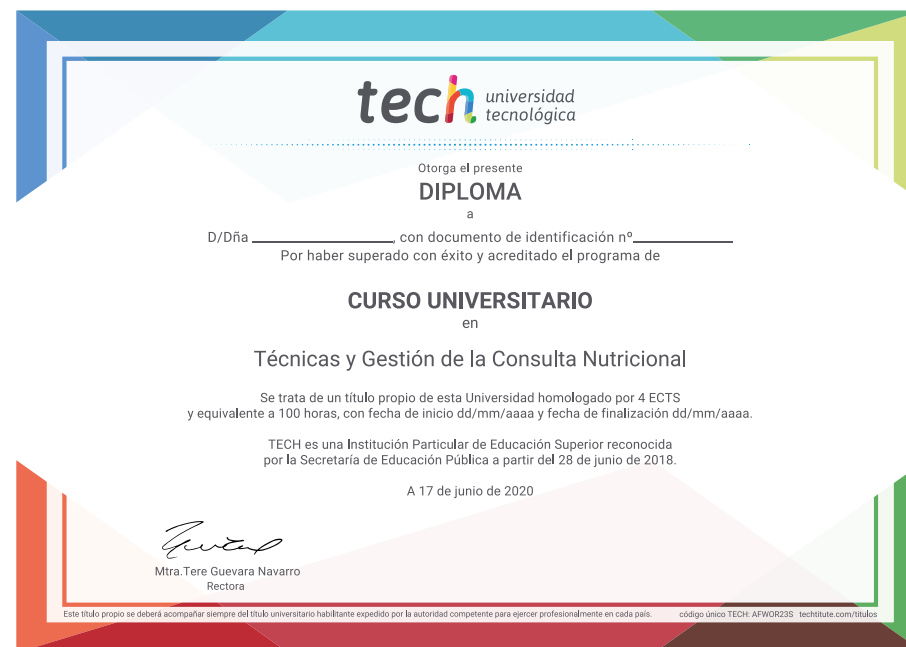 tech universidad
tecnológica
Otorga el presente
DIPLOMA
a
D/Dña ______________, con documento de identificación nº__________
Por haber superado con éxito y acreditado el programa de
CURSO UNIVERSITARIO
en
Técnicas y Gestión de la Consulta Nutricional
Se trata de un título propio de esta Universidad homologado por 4 ECTS
y equivalente a 100 horas, con fecha de inicio dd/mm/aaaa y fecha de finalización dd/mm/aaaa.
TECH es una Institución Particular de Educación Superior reconocida
por la Secretaría de Educación Pública a partir del 28 de junio de 2018.
A 17 de junio de 2020
Mtra.Tere Guevara Navarro
Rectora
Este título propio se deberá acompañar siempre del título universitario habilitante expedido por la autoridad competente para ejercer profesionalmente en cada país. código único TECH: AFWOR23S techtitute.com/titulos